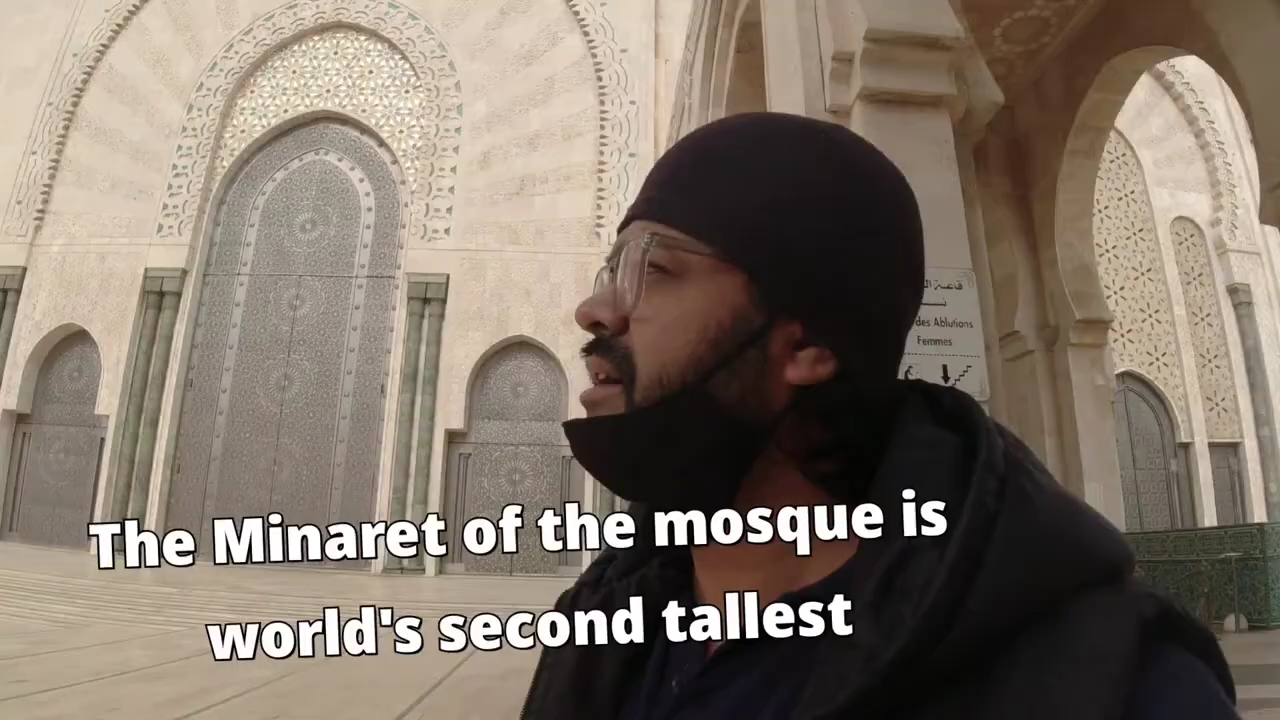 The Minaret of the mosque is
world's second tallest
des Ablutions
Femmes